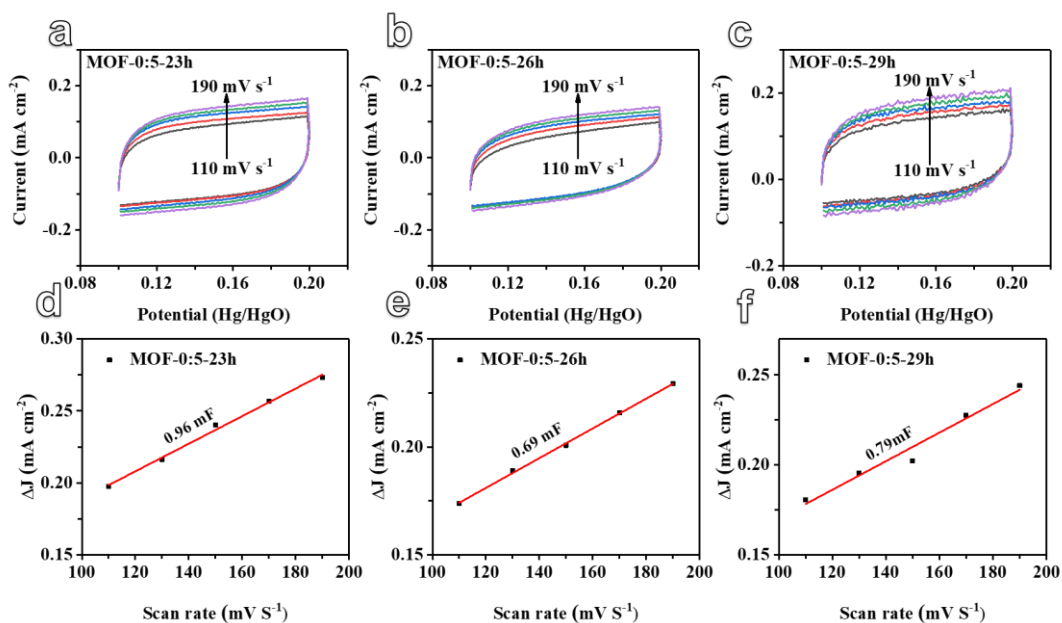 a
MOF-0:5-23h
190 mV s⁻¹
110 mV s⁻¹
0.2
0.0
-0.2
0.08
0.12
0.16
0.20
Current (mA cm⁻²)
Potential (Hg/HgO)
b
MOF-0:5-26h
190 mV s⁻¹
110 mV s⁻¹
0.2
0.0
-0.2
0.08
0.12
0.16
0.20
Current (mA cm⁻²)
Potential (Hg/HgO)
c
MOF-0:5-29h
190 mV s⁻¹
110 mV s⁻¹
0.2
0.0
-0.2
0.08
0.12
0.16
0.20
Current (mA cm⁻²)
Potential (Hg/HgO)
d
MOF-0:5-23h
0.96 mF
0.30
0.25
0.20
0.15
100
120
140
160
180
200
ΔJ (mA cm⁻²)
Scan rate (mV S⁻¹)
e
MOF-0:5-26h
0.69 mF
0.25
0.20
0.15
100
120
140
160
180
200
ΔJ (mA cm⁻²)
Scan rate (mV S⁻¹)
f
MOF-0:5-29h
0.79mF
0.25
0.20
0.15
100
120
140
160
180
200
ΔJ (mA cm⁻²)
Scan rate (mV S⁻¹)